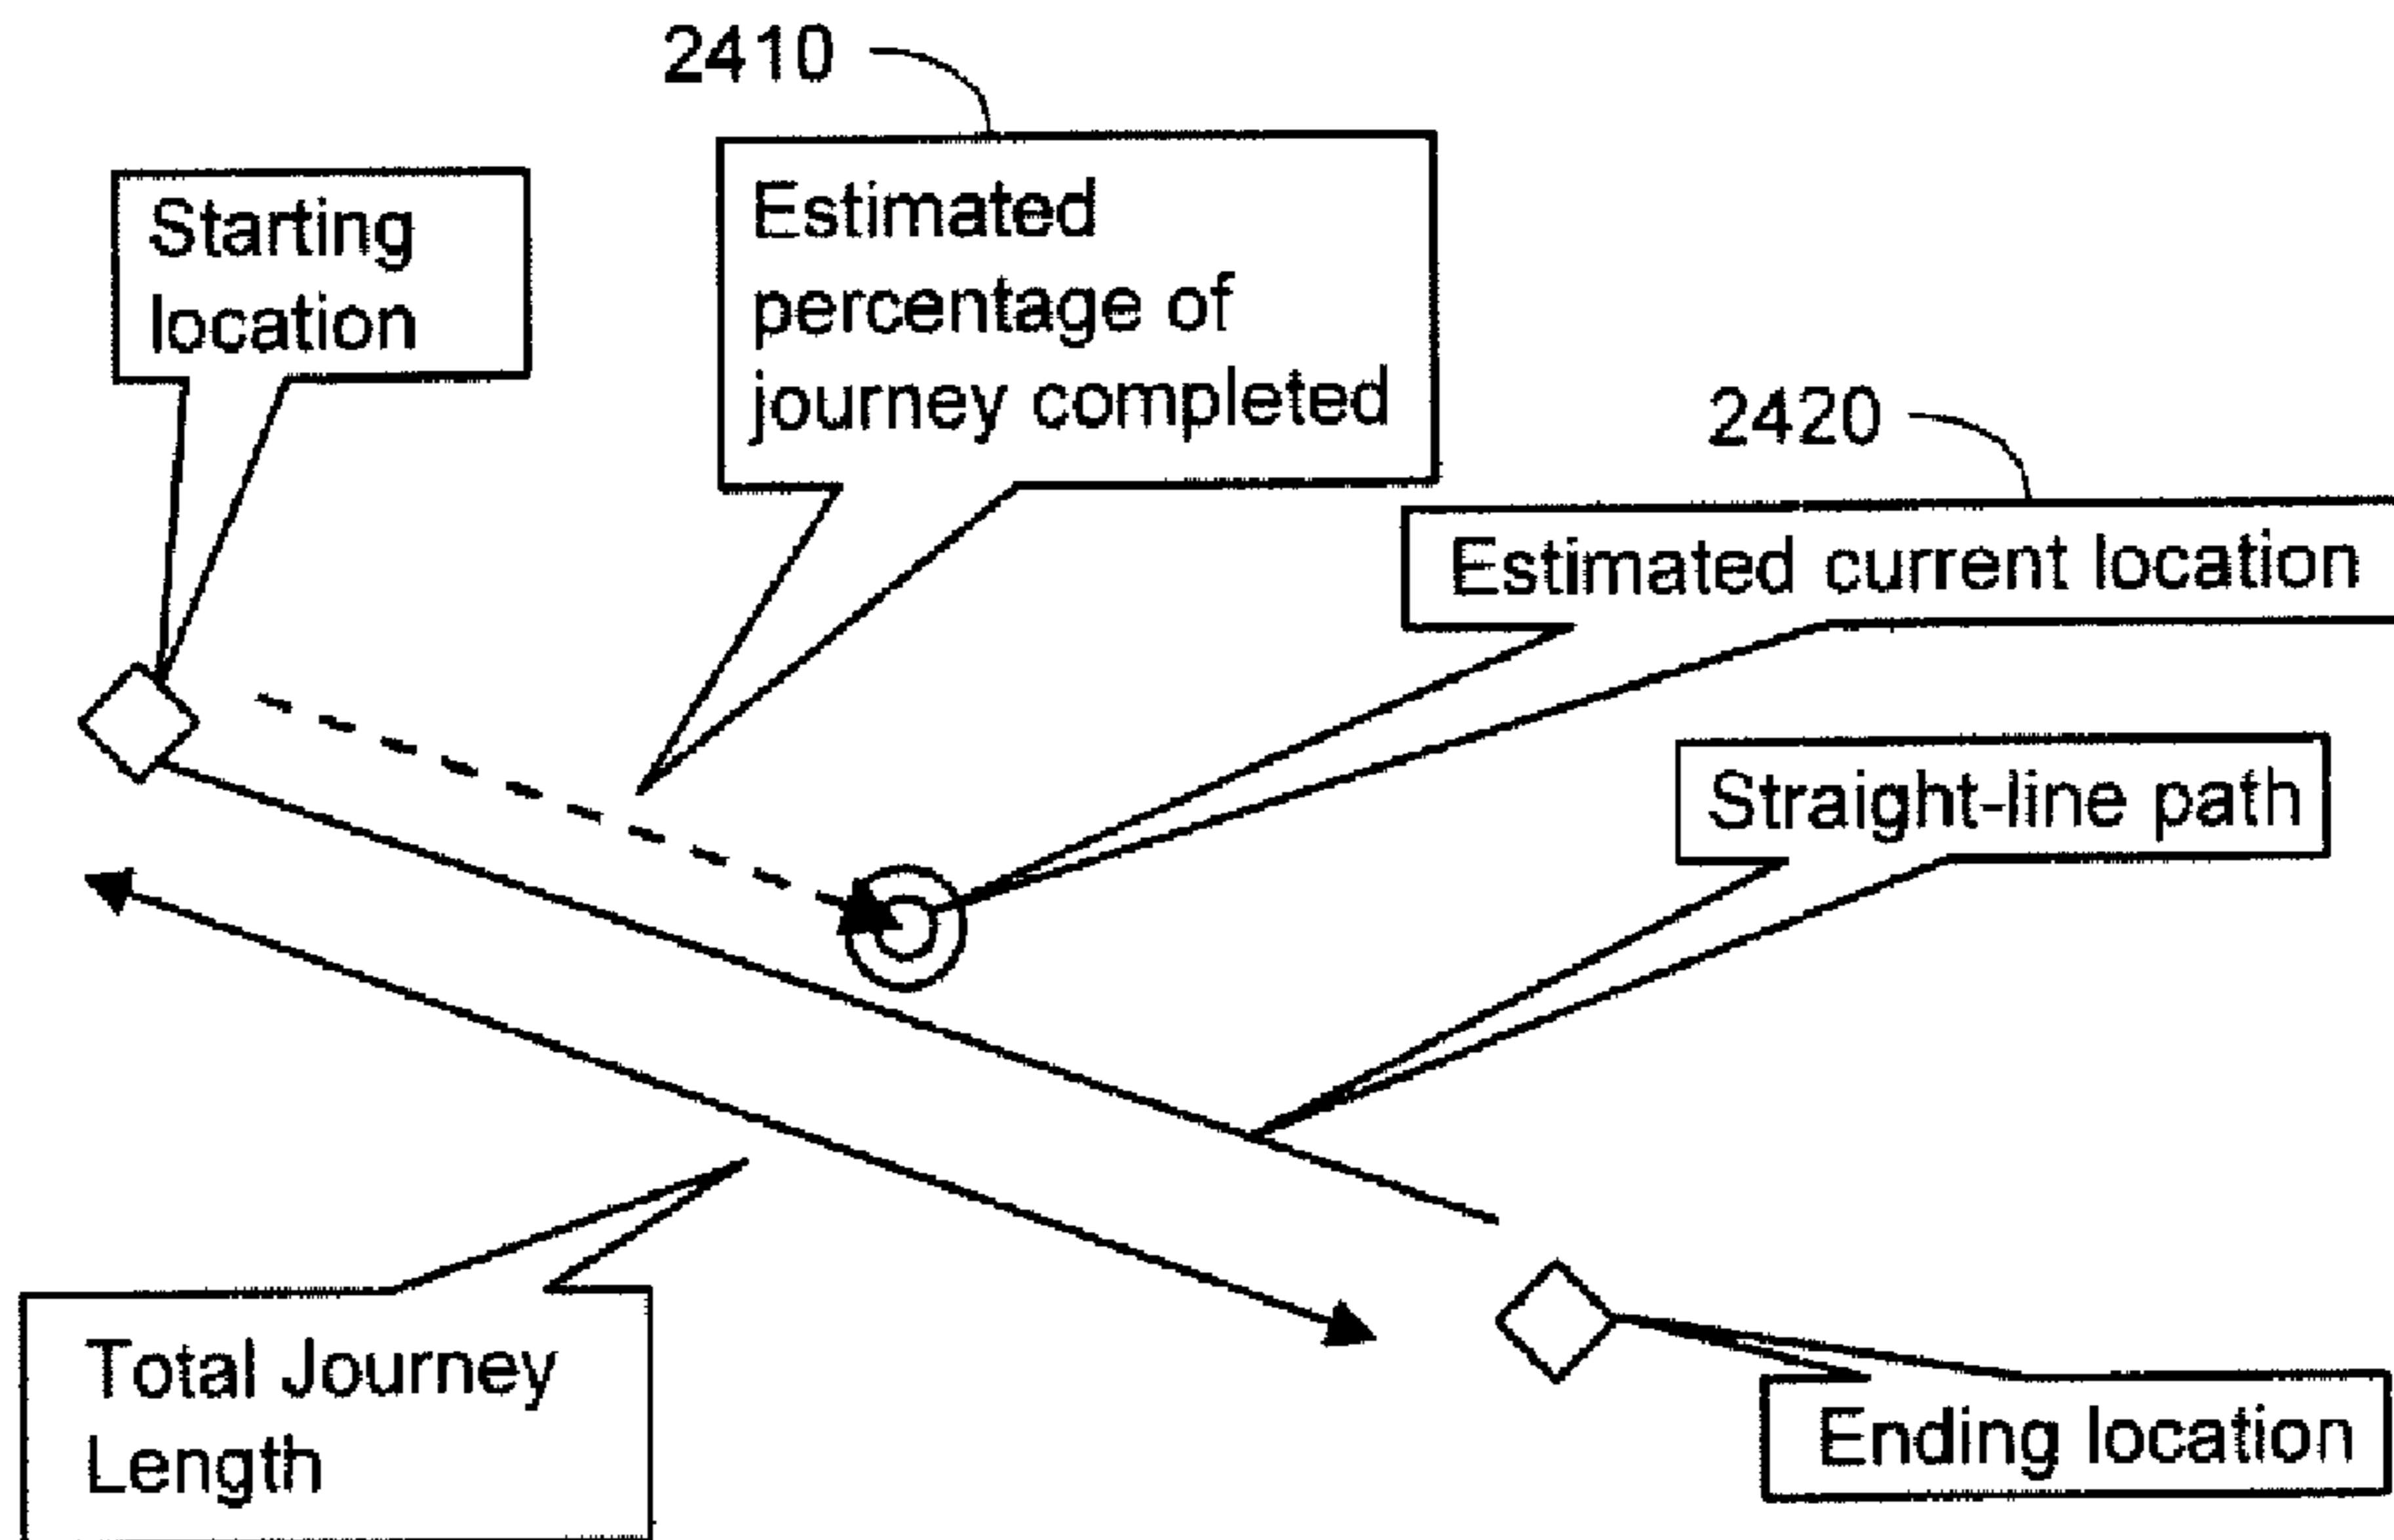 2410
Starting
location
Estimated
percentage of
journey completed
2420
Estimated current location
Straight-line path
Total Journey
Length
Ending location